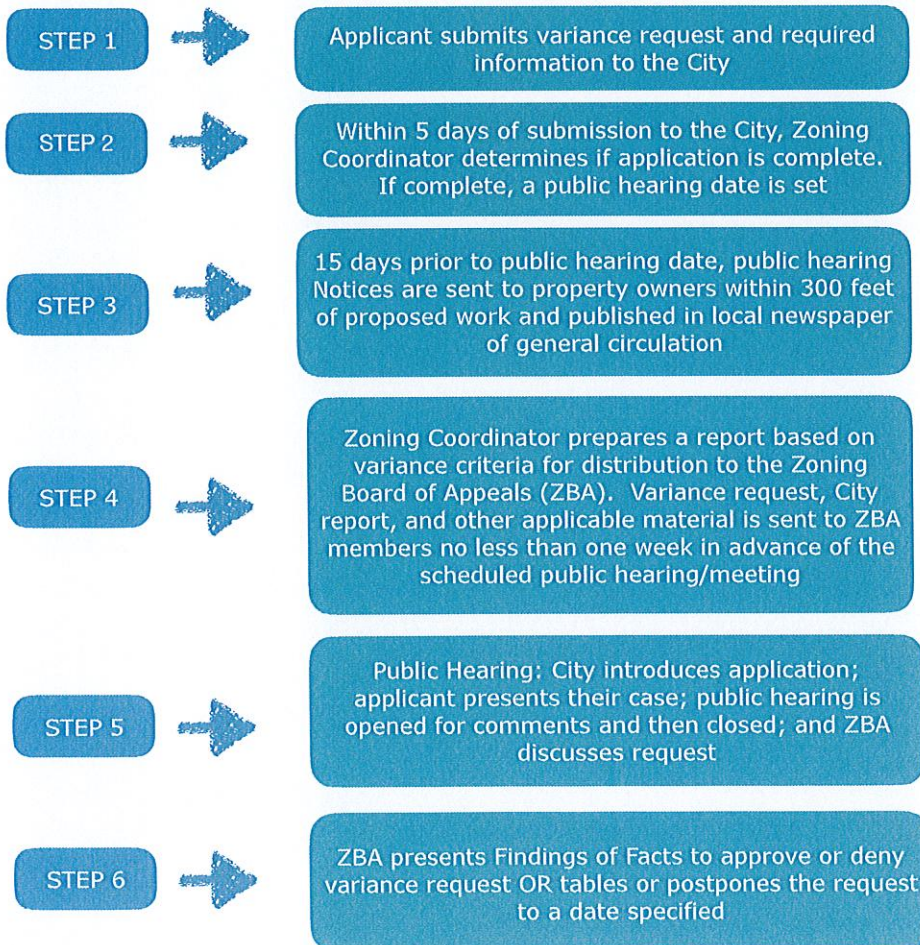 STEP 1
Applicant submits variance request and required
information to the City
STEP 2
Within 5 days of submission to the City, Zoning
Coordinator determines if application is complete.
If complete, a public hearing date is set
STEP 3
15 days prior to public hearing date, public hearing
Notices are sent to property owners within 300 feet
of proposed work and published in local newspaper
of general circulation
STEP 4
Zoning Coordinator prepares a report based on
variance criteria for distribution to the Zoning
Board of Appeals (ZBA). Variance request, City
report, and other applicable material is sent to ZBA
members no less than one week in advance of the
scheduled public hearing/meeting
STEP 5
Public Hearing: City introduces application;
applicant presents their case; public hearing is
opened for comments and then closed; and ZBA
discusses request
STEP 6
ZBA presents Findings of Facts to approve or deny
variance request OR tables or postpones the request
to a date specified